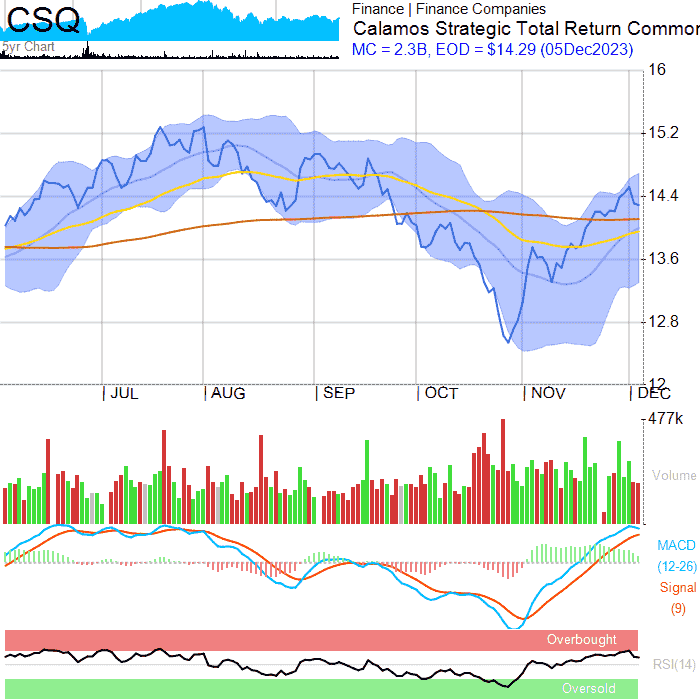 CSQ
5yr Chart
Finance | Finance Companies
Calamos Strategic Total Return Common
MC = 2.3B, EOD = $14.29 (05Dec2023)
16
15.2
14.4
13.6
12.8
12
JUL AUG SEP OCT NOV DEC
477k
Volume
MACD
(12-26)
Signal
(9)
Overbought
RSI(14)
Oversold